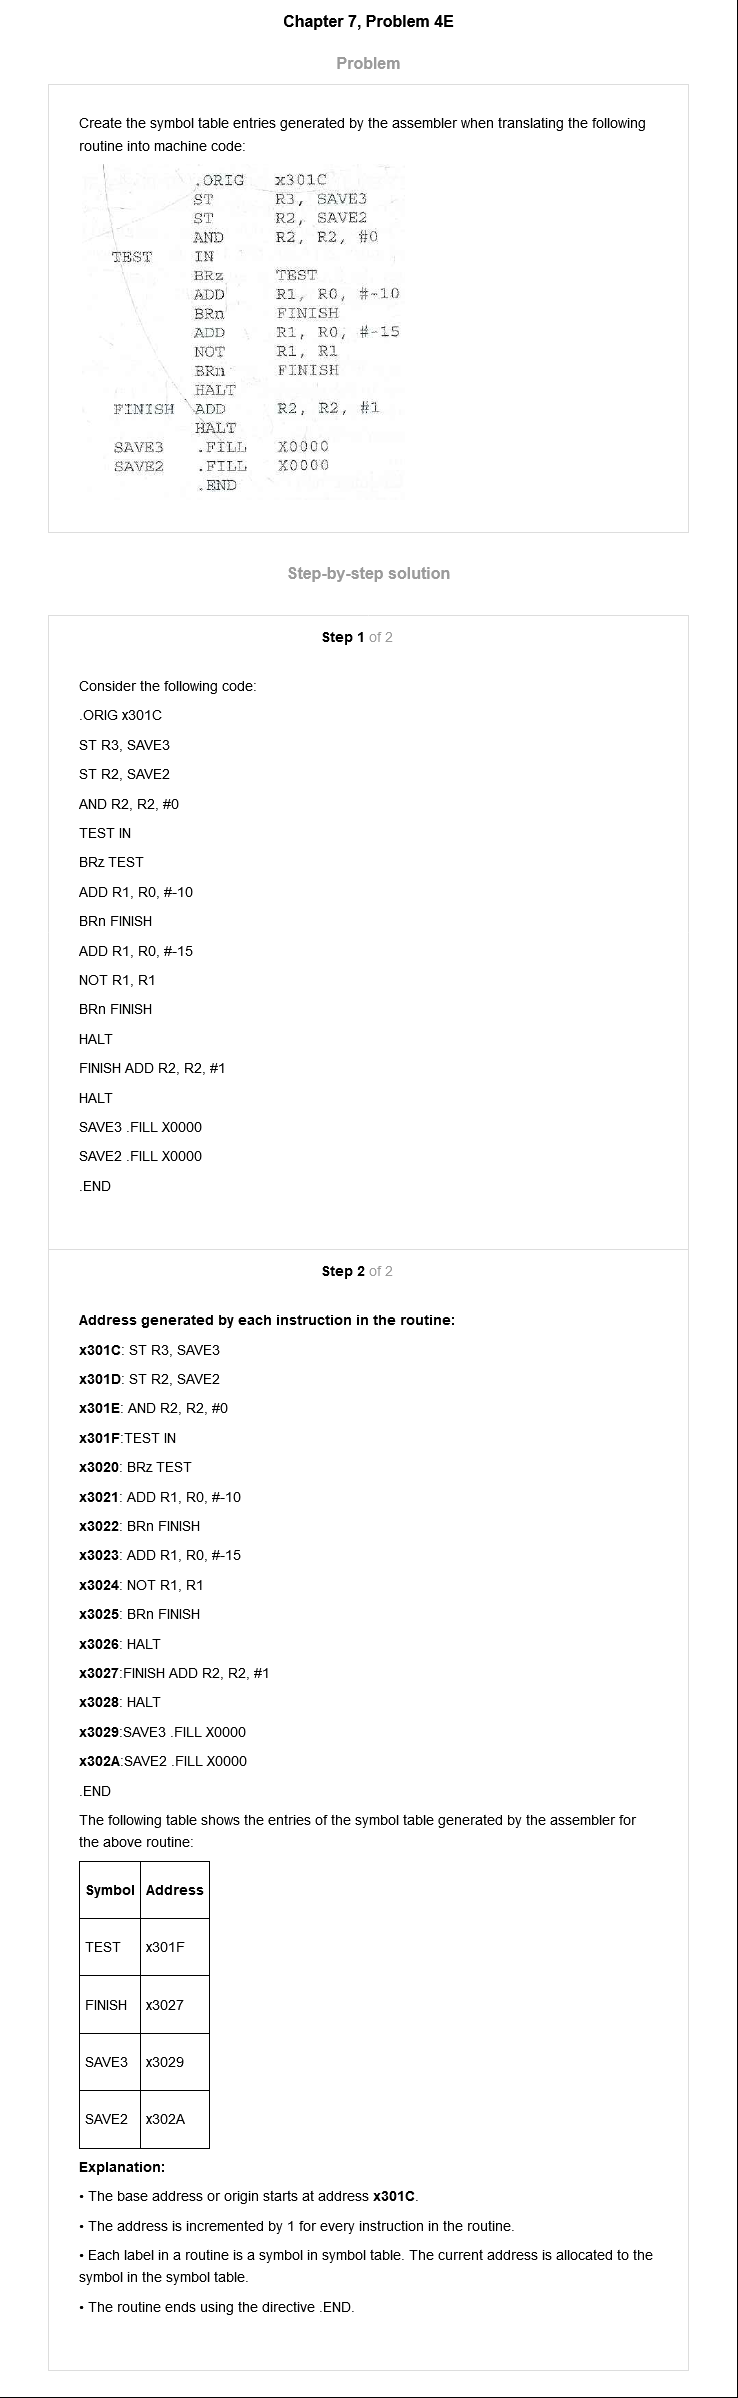 Chapter 7, Problem 4E
Problem
Create the symbol table entries generated by the assembler when translating the following
routine into machine code:
.ORIG x301C
ST R3, SAVE3
ST R2, SAVE2
AND R2, R2, #0
TEST IN
BRz TEST
ADD R1, R0, #-10
BRn FINISH
ADD R1, R0, #-15
NOT R1, R1
BRn FINISH
HALT
FINISH ADD R2, R2, #1
HALT
SAVE3 .FILL X0000
SAVE2 .FILL X0000
.END
Step-by-step solution
Step 1 of 2
Consider the following code:
.ORIG x301C
ST R3, SAVE3
ST R2, SAVE2
AND R2, R2, #0
TEST IN
BRz TEST
ADD R1, R0, #-10
BRn FINISH
ADD R1, R0, #-15
NOT R1, R1
BRn FINISH
HALT
FINISH ADD R2, R2, #1
HALT
SAVE3 .FILL X0000
SAVE2 .FILL X0000
.END
Step 2 of 2
Address generated by each instruction in the routine:
x301C: ST R3, SAVE3
x301D: ST R2, SAVE2
x301E: AND R2, R2, #0
x301F:TEST IN
x3020: BRz TEST
x3021: ADD R1, R0, #-10
x3022: BRn FINISH
x3023: ADD R1, R0, #-15
x3024: NOT R1, R1
x3025: BRn FINISH
x3026: HALT
x3027:FINISH ADD R2, R2, #1
x3028: HALT
x3029:SAVE3 .FILL X0000
x302A:SAVE2 .FILL X0000
.END
The following table shows the entries of the symbol table generated by the assembler for
the above routine:
Symbol Address
TEST x301F
FINISH x3027
SAVE3 x3029
SAVE2 x302A
Explanation:
• The base address or origin starts at address x301C.
• The address is incremented by 1 for every instruction in the routine.
• Each label in a routine is a symbol in symbol table. The current address is allocated to the
symbol in the symbol table.
• The routine ends using the directive .END.